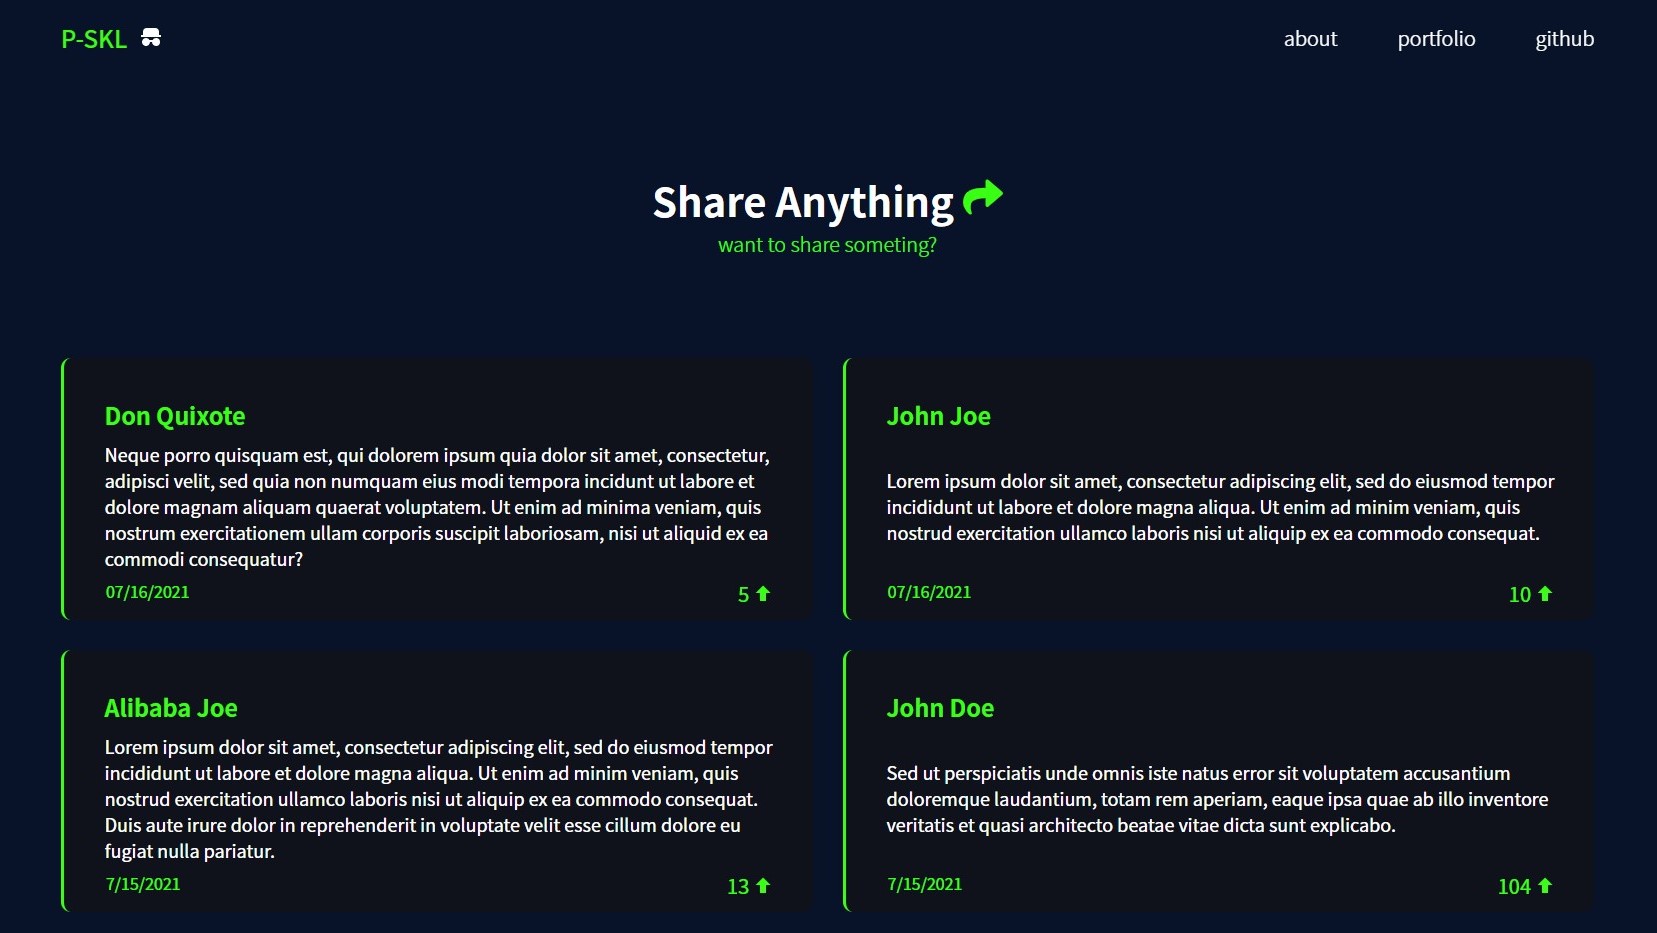 P-SKL
about portfolio github
Share Anything
want to share someting?
Don Quixote
Neque porro quisquam est, qui dolorem ipsum quia dolor sit amet, consectetur,
adipisci velit, sed quia non numquam eius modi tempora incidunt ut labore et
dolore magnam aliquam quaerat voluptatem. Ut enim ad minima veniam, quis
nostrum exercitationem ullam corporis suscipit laboriosam, nisi ut aliquid ex ea
commodi consequatur?
07/16/2021 5
John Joe
Lorem ipsum dolor sit amet, consectetur adipiscing elit, sed do eiusmod tempor
incididunt ut labore et dolore magna aliqua. Ut enim ad minim veniam, quis
nostrud exercitation ullamco laboris nisi ut aliquip ex ea commodo consequat.
07/16/2021 10
Alibaba Joe
Lorem ipsum dolor sit amet, consectetur adipiscing elit, sed do eiusmod tempor
incididunt ut labore et dolore magna aliqua. Ut enim ad minim veniam, quis
nostrud exercitation ullamco laboris nisi ut aliquip ex ea commodo consequat.
Duis aute irure dolor in reprehenderit in voluptate velit esse cillum dolore eu
fugiat nulla pariatur.
7/15/2021 13
John Doe
Sed ut perspiciatis unde omnis iste natus error sit voluptatem accusantium
doloremque laudantium, totam rem aperiam, eaque ipsa quae ab illo inventore
veritatis et quasi architecto beatae vitae dicta sunt explicabo.
7/15/2021 104